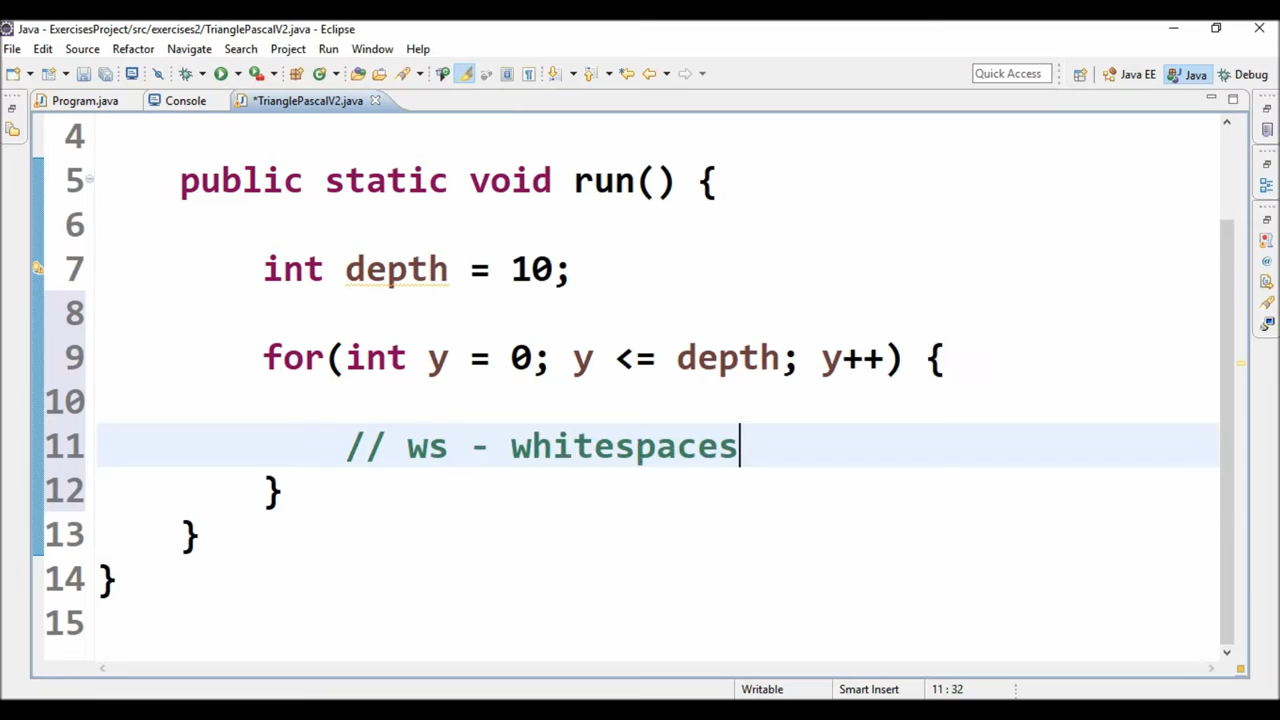 Java - ExercisesProject/src/exercises2/TrianglePascalV2.java - Eclipse
File Edit Source Refactor Navigate Search Project Run Window Help
Quick Access Java EE Java Debug
Program.java Console *TrianglePascalV2.java
4
5 public static void run() {
6
7 int depth = 10;
8
9 for(int y = 0; y <= depth; y++) {
10
11 // ws - whitespaces
12 }
13 }
14 }
15
Writable Smart Insert 11 : 32